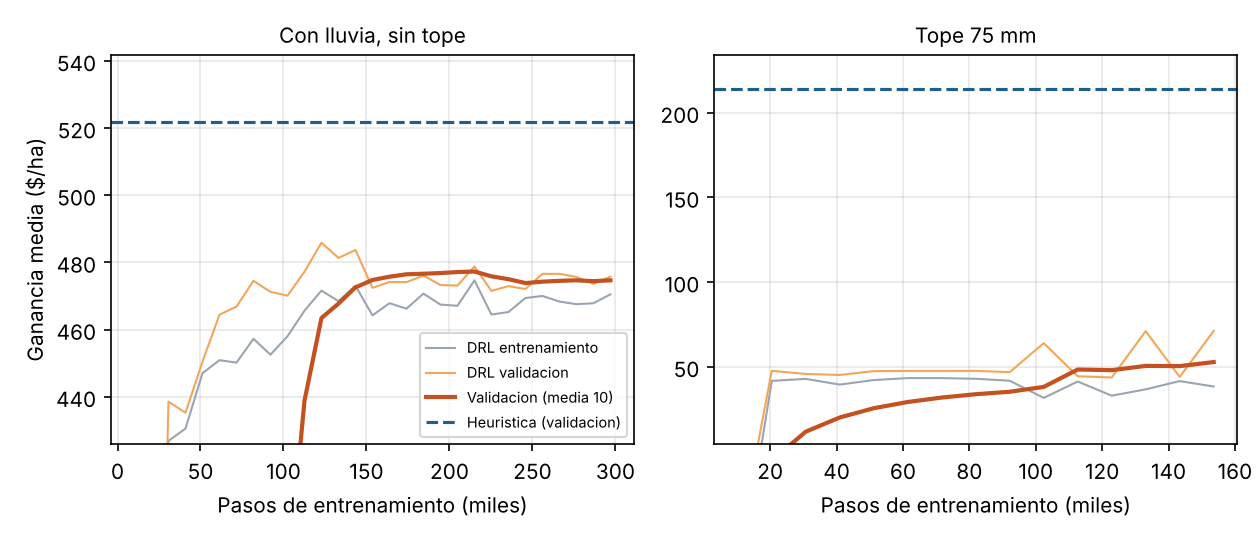 Con lluvia, sin tope
Ganancia media ($/ha)
540
520
500
480
460
440
0 50 100 150 200 250 300
Pasos de entrenamiento (miles)
DRL entrenamiento
DRL validacion
Validacion (media 10)
Heuristica (validacion)
Tope 75 mm
200
150
100
50
20 40 60 80 100 120 140 160
Pasos de entrenamiento (miles)